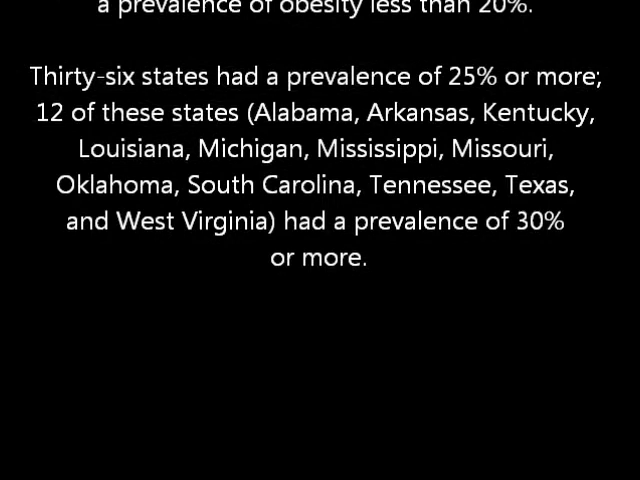 a prevalence of obesity less than 20%.
Thirty-six states had a prevalence of 25% or more;
12 of these states (Alabama, Arkansas, Kentucky,
Louisiana, Michigan, Mississippi, Missouri,
Oklahoma, South Carolina, Tennessee, Texas,
and West Virginia) had a prevalence of 30%
or more.